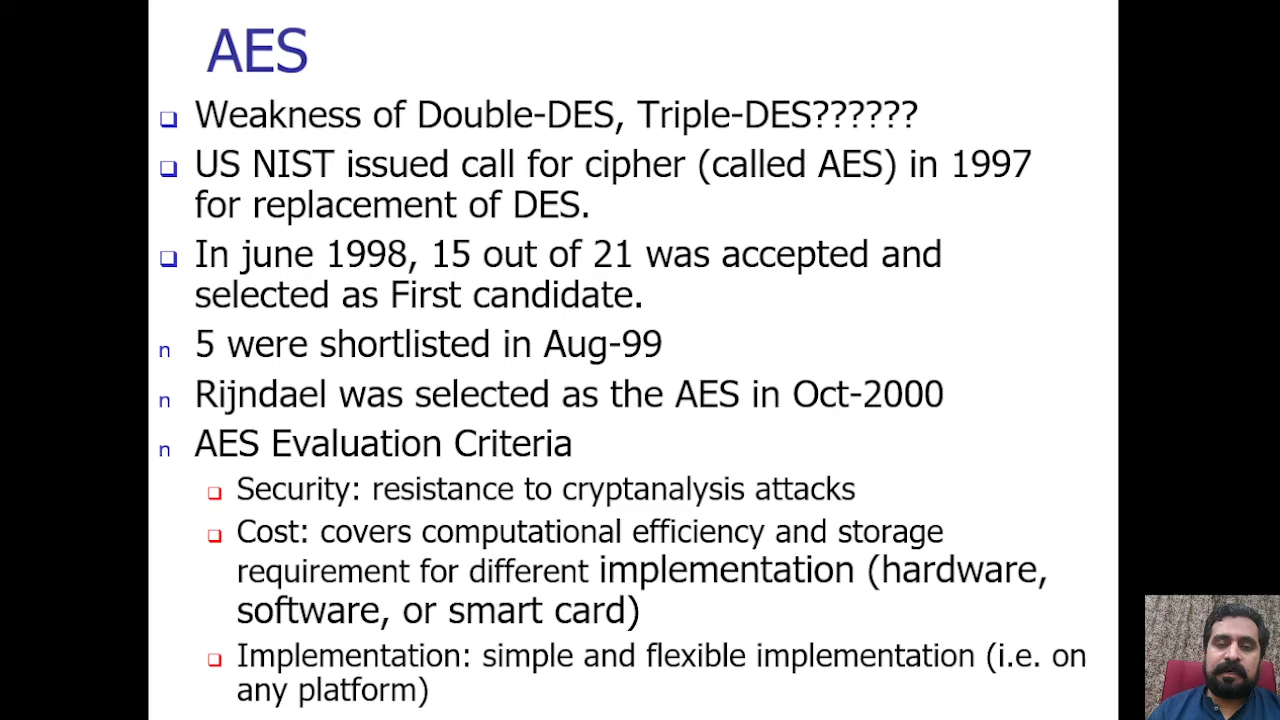 AES
❑ Weakness of Double-DES, Triple-DES??????
❑ US NIST issued call for cipher (called AES) in 1997
for replacement of DES.
❑ In june 1998, 15 out of 21 was accepted and
selected as First candidate.
n 5 were shortlisted in Aug-99
n Rijndael was selected as the AES in Oct-2000
n AES Evaluation Criteria
❑ Security: resistance to cryptanalysis attacks
❑ Cost: covers computational efficiency and storage
requirement for different implementation (hardware,
software, or smart card)
❑ Implementation: simple and flexible implementation (i.e. on
any platform)